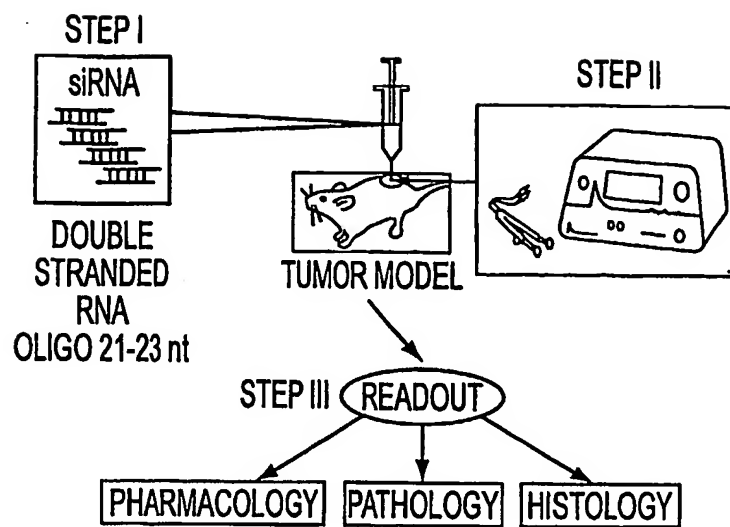 STEP I
siRNA
DOUBLE
STRANDED
RNA
OLIGO 21-23 nt
STEP II
TUMOR MODEL
STEP III
READOUT
PHARMACOLOGY
PATHOLOGY
HISTOLOGY